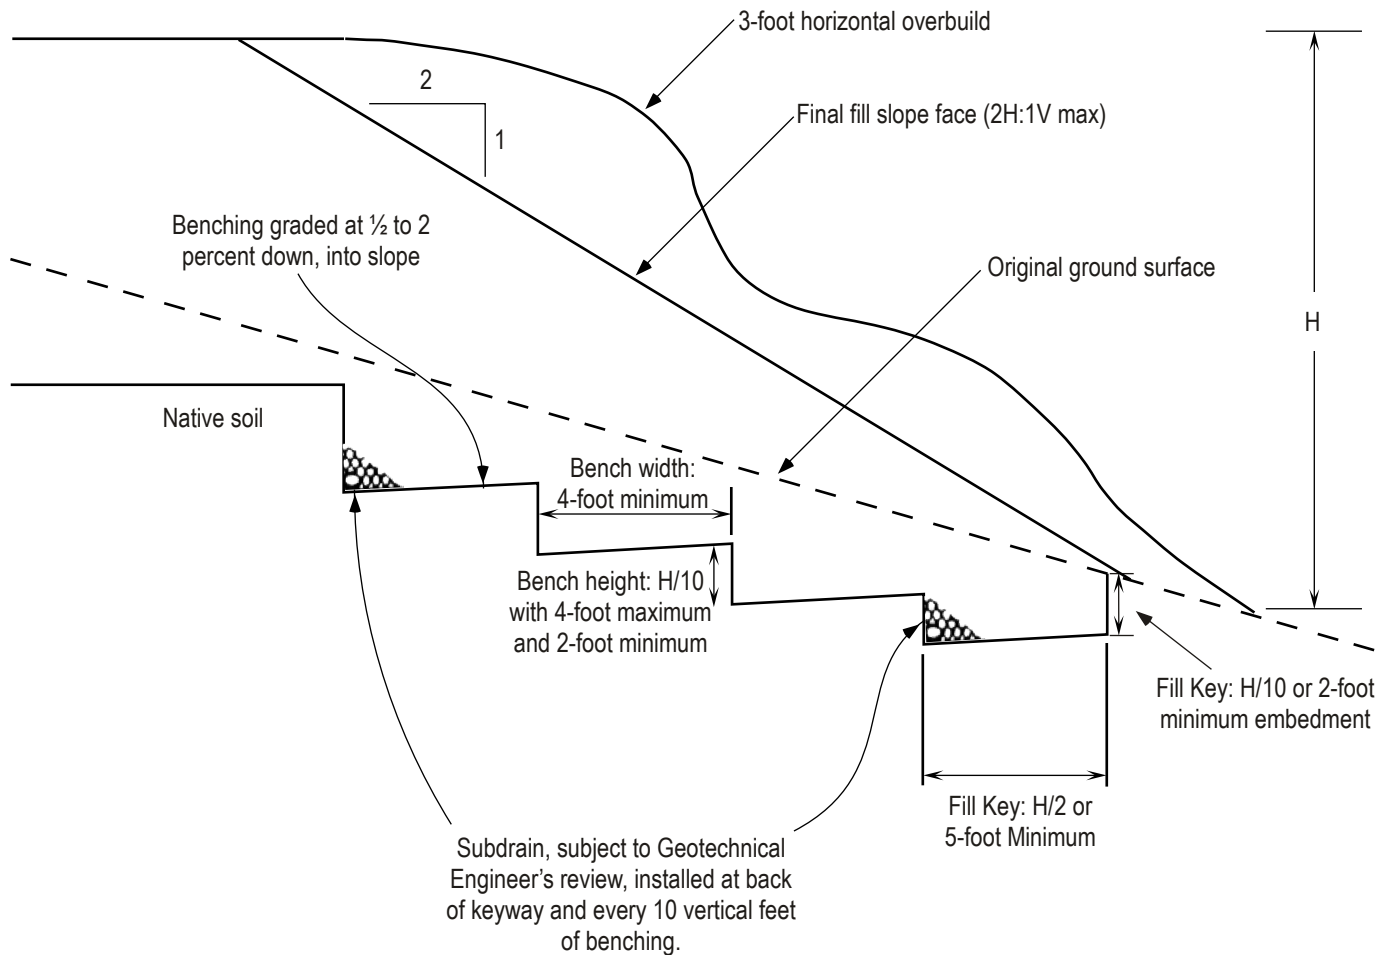 3-foot horizontal overbuild
2
1
Final fill slope face (2H:1V max)
Benching graded at ½ to 2
percent down, into slope
Original ground surface
H
Native soil
Bench width:
4-foot minimum
Bench height: H/10
with 4-foot maximum
and 2-foot minimum
Fill Key: H/10 or 2-foot
minimum embedment
Fill Key: H/2 or
5-foot Minimum
Subdrain, subject to Geotechnical
Engineer’s review, installed at back
of keyway and every 10 vertical feet
of benching.